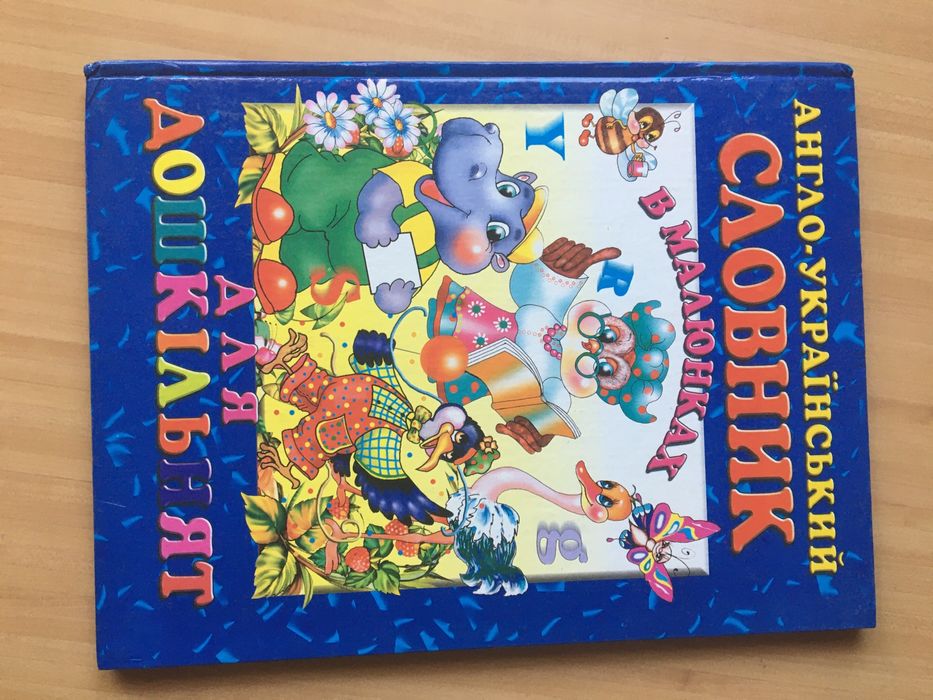 АНГЛО-УКРАЇНСЬКИЙ
СЛОВНИК
В МАЛЮНКАХ
Y
R
g
S
ДЛЯ
ДОШКІЛЬНЯТ